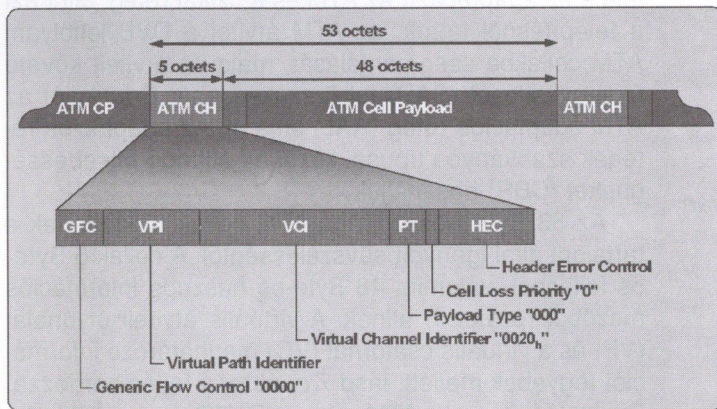 53 octets
5 octets
48 octets
ATM CP
ATM CH
ATM Cell Payload
ATM CH
GFC
VPI
VCI
PT
HEC
Header Error Control
Cell Loss Priority "0"
Payload Type "000"
Virtual Channel Identifier "0020h"
Virtual Path Identifier
Generic Flow Control "0000"